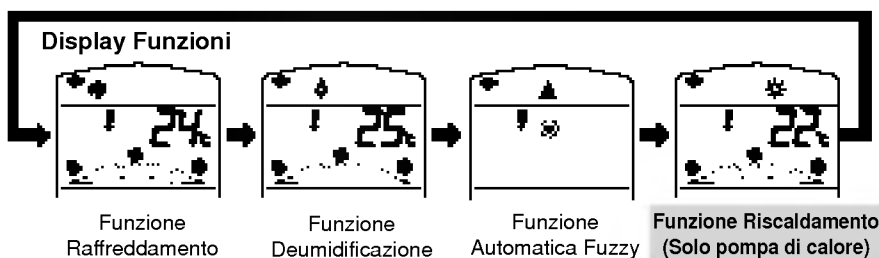 Display Funzioni
24°c
25°c
22°c
Funzione
Raffreddamento
Funzione
Deumidificazione
Funzione
Automatica Fuzzy
Funzione Riscaldamento
(Solo pompa di calore)